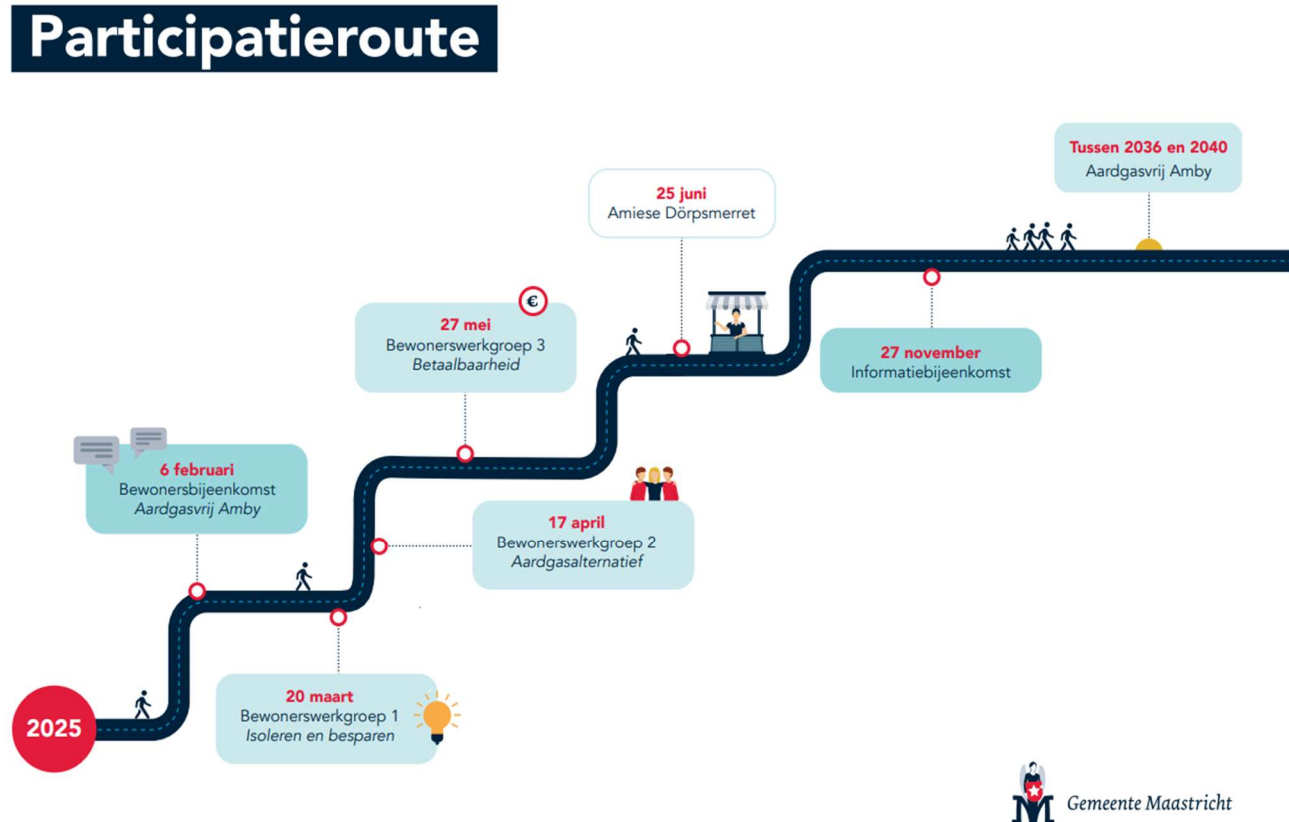 Participatieroute
2025
6 februari
Bewonersbijeenkomst
Aardgasvrij Amby
20 maart
Bewonerswerkgroep 1
Isoleren en besparen
17 april
Bewonerswerkgroep 2
Aardgasalternatief
€
27 mei
Bewonerswerkgroep 3
Betaalbaarheid
25 juni
Amiese Dörpsmerret
27 november
Informatiebijeenkomst
Tussen 2036 en 2040
Aardgasvrij Amby
Gemeente Maastricht